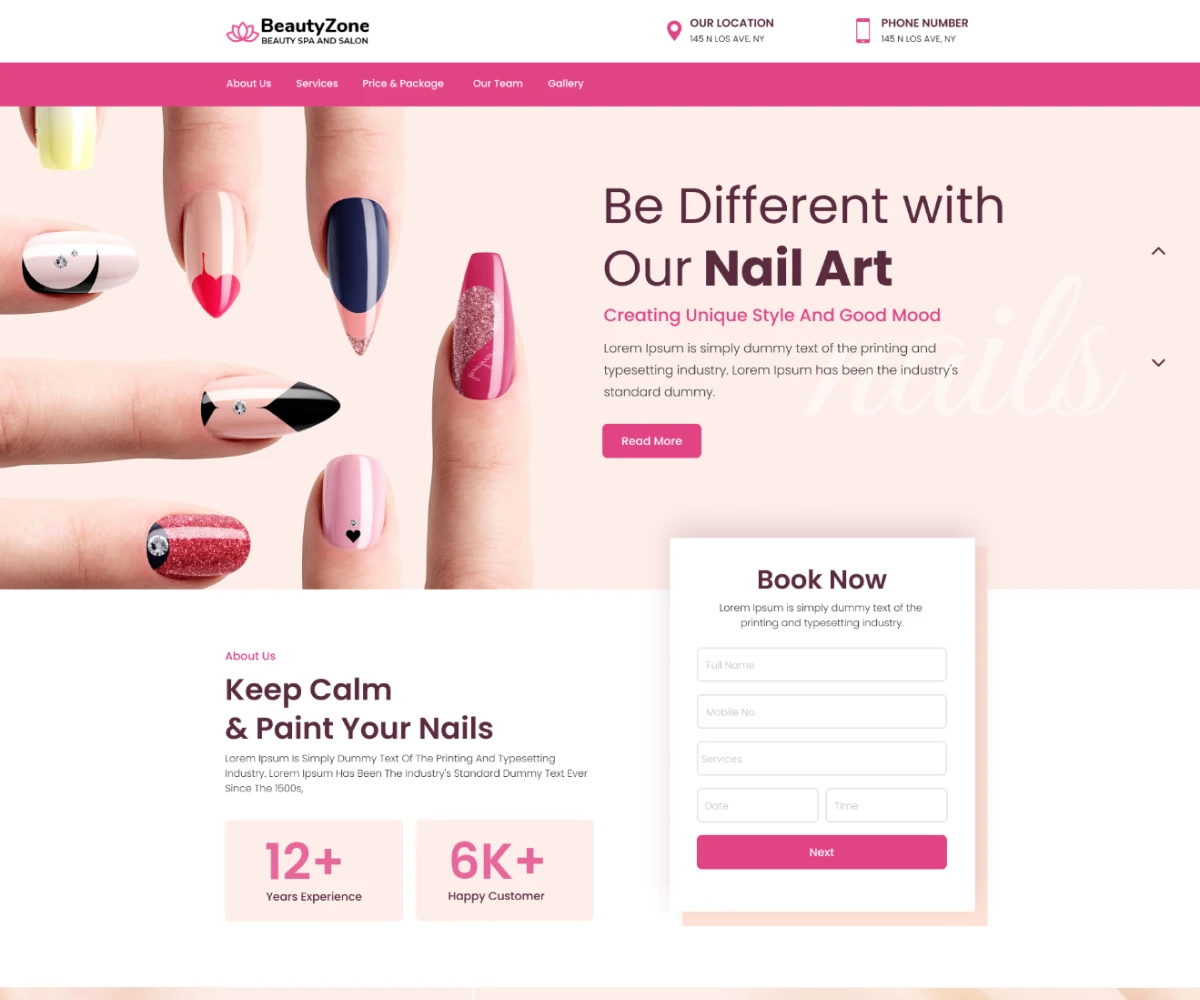 BeautyZone
BEAUTY SPA AND SALON
OUR LOCATION
145 N LOS AVE, NY
PHONE NUMBER
145 N LOS AVE, NY
About Us
Services
Price & Package
Our Team
Gallery
nails
Be Different with
Our Nail Art
Creating Unique Style And Good Mood
Lorem Ipsum is simply dummy text of the printing and
typesetting industry. Lorem Ipsum has been the industry's
standard dummy.
Read More
About Us
Keep Calm
& Paint Your Nails
Lorem Ipsum Is Simply Dummy Text Of The Printing And Typesetting
Industry. Lorem Ipsum Has Been The Industry's Standard Dummy Text Ever
Since The 1500s,
12+
Years Experience
6K+
Happy Customer
Book Now
Lorem Ipsum is simply dummy text of the
printing and typesetting industry.
Full Name
Mobile No.
Services
Date
Time
Next